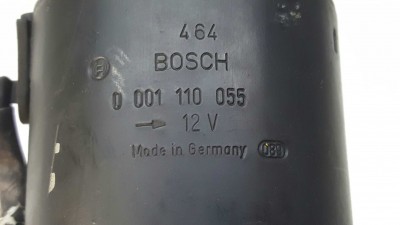 464
BOSCH
0 001 110 055
→ 12 V
Made in Germany